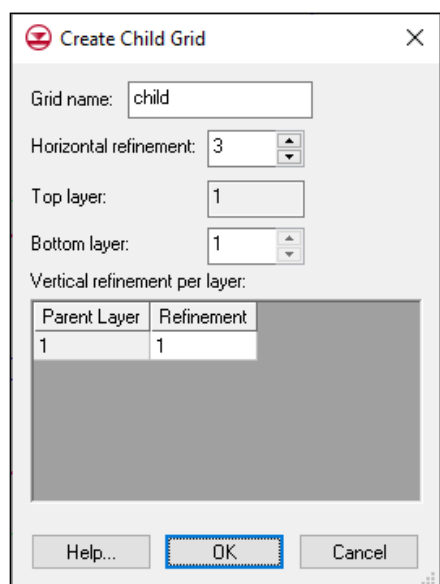 Create Child Grid
Grid name: child
Horizontal refinement: 3
Top layer: 1
Bottom layer: 1
Vertical refinement per layer:
Parent Layer Refinement
1 1
Help... OK Cancel